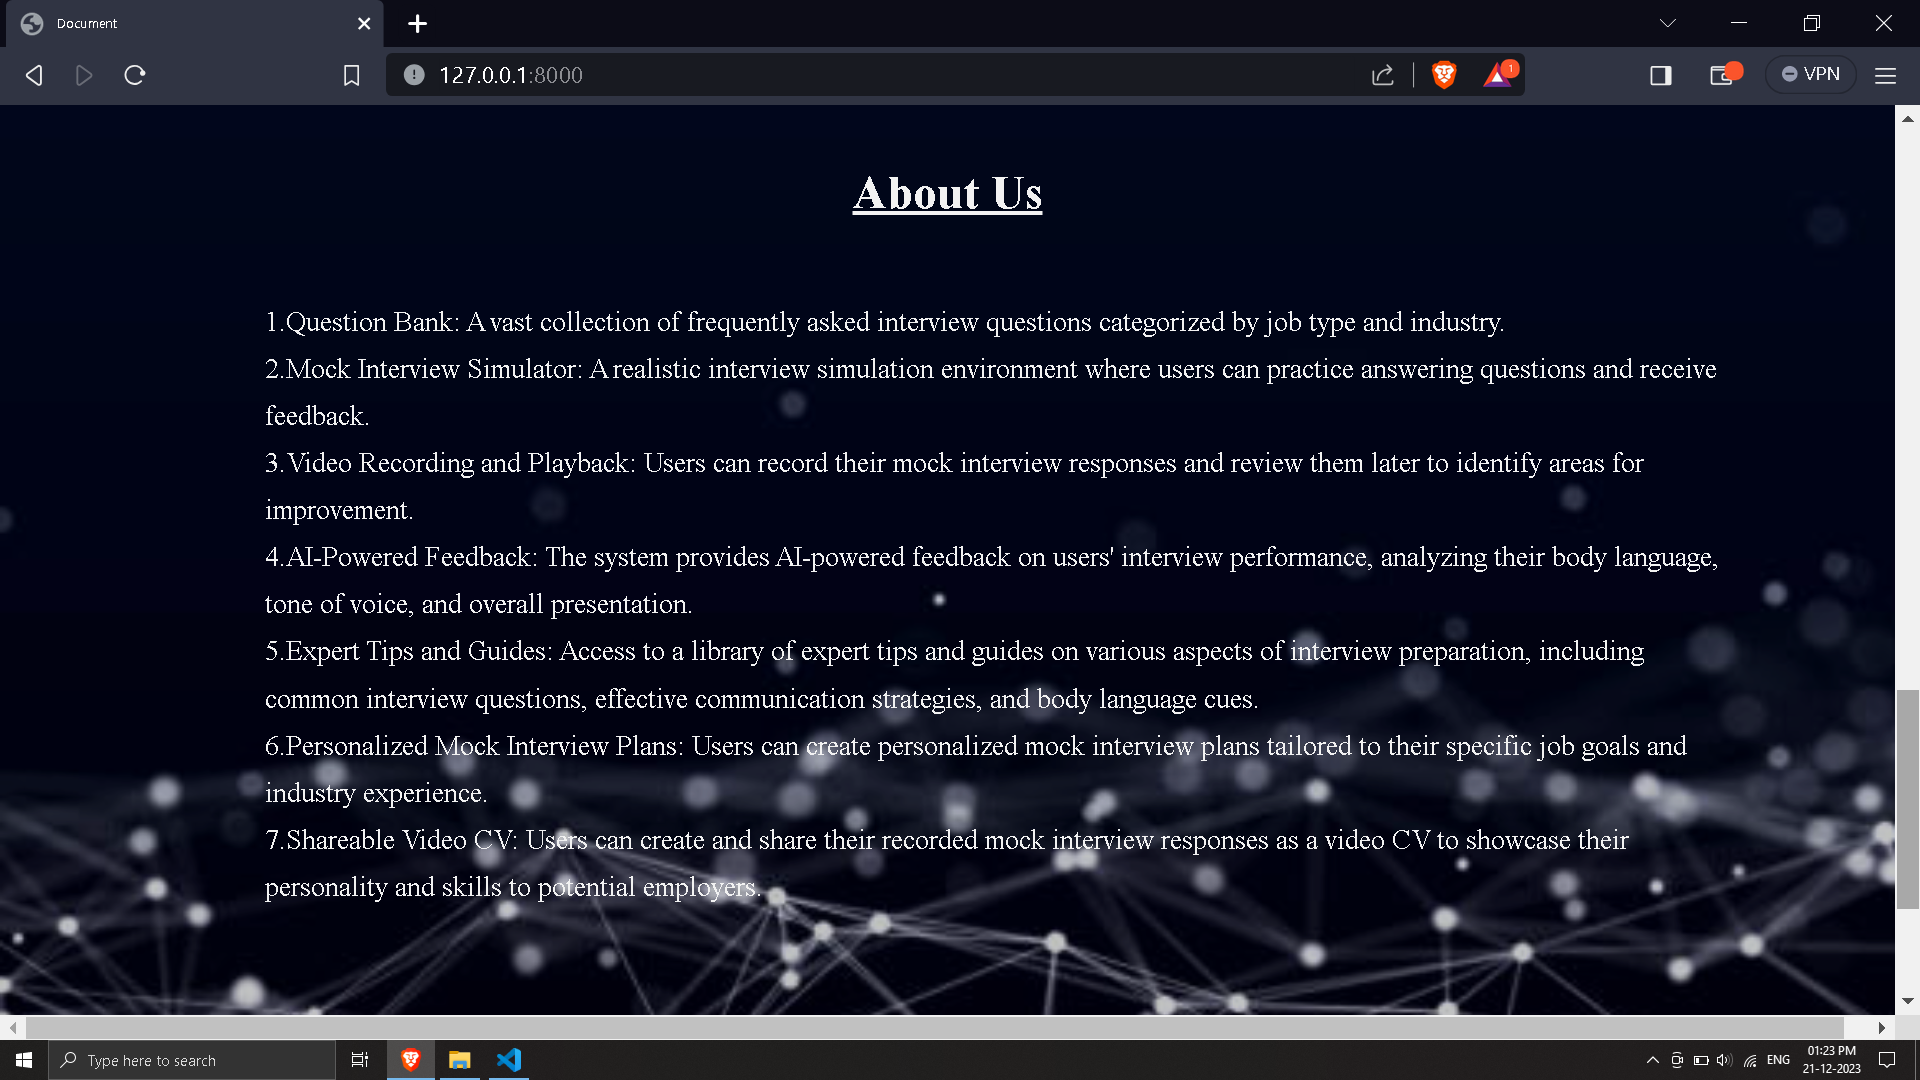 Document
127.0.0.1:8000
1
VPN
About Us
1.Question Bank: A vast collection of frequently asked interview questions categorized by job type and industry.
2.Mock Interview Simulator: A realistic interview simulation environment where users can practice answering questions and receive
feedback.
3.Video Recording and Playback: Users can record their mock interview responses and review them later to identify areas for
improvement.
4.AI-Powered Feedback: The system provides AI-powered feedback on users' interview performance, analyzing their body language,
tone of voice, and overall presentation.
5.Expert Tips and Guides: Access to a library of expert tips and guides on various aspects of interview preparation, including
common interview questions, effective communication strategies, and body language cues.
6.Personalized Mock Interview Plans: Users can create personalized mock interview plans tailored to their specific job goals and
industry experience.
7.Shareable Video CV: Users can create and share their recorded mock interview responses as a video CV to showcase their
personality and skills to potential employers.
Type here to search
ENG
01:23 PM
21-12-2023